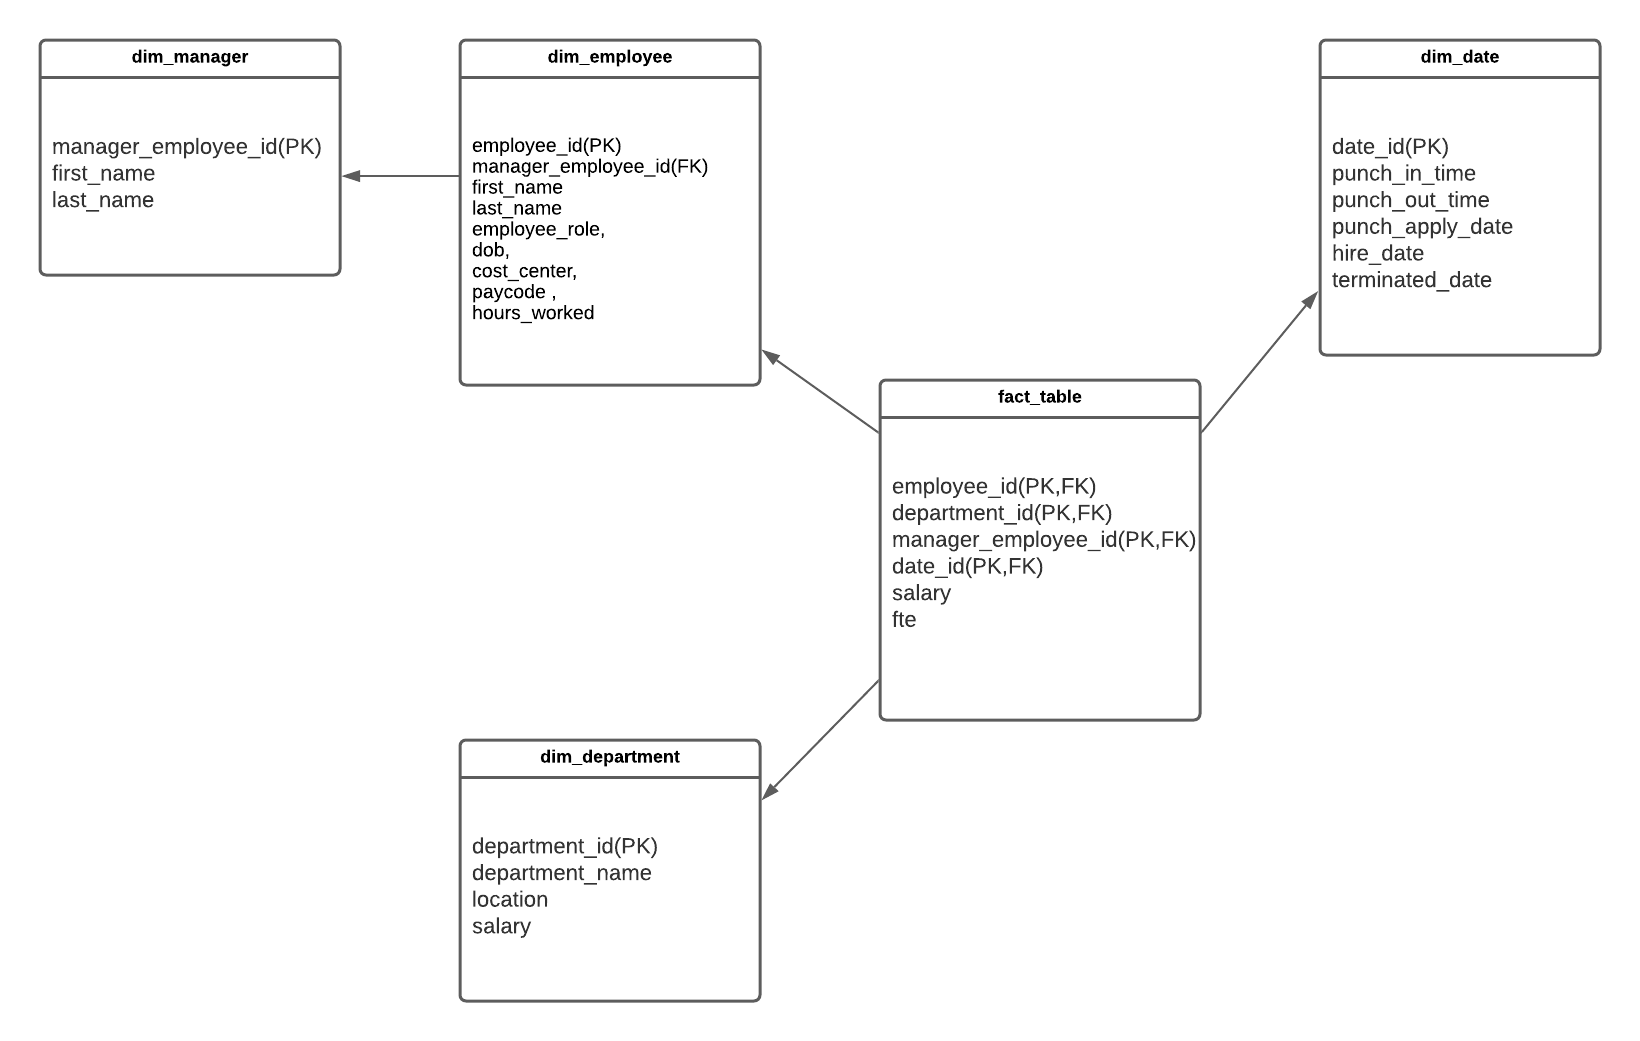 dim_manager
manager_employee_id(PK)
first_name
last_name
dim_employee
employee_id(PK)
manager_employee_id(FK)
first_name
last_name
employee_role,
dob,
cost_center,
paycode ,
hours_worked
dim_date
date_id(PK)
punch_in_time
punch_out_time
punch_apply_date
hire_date
terminated_date
fact_table
employee_id(PK,FK)
department_id(PK,FK)
manager_employee_id(PK,FK)
date_id(PK,FK)
salary
fte
dim_department
department_id(PK)
department_name
location
salary